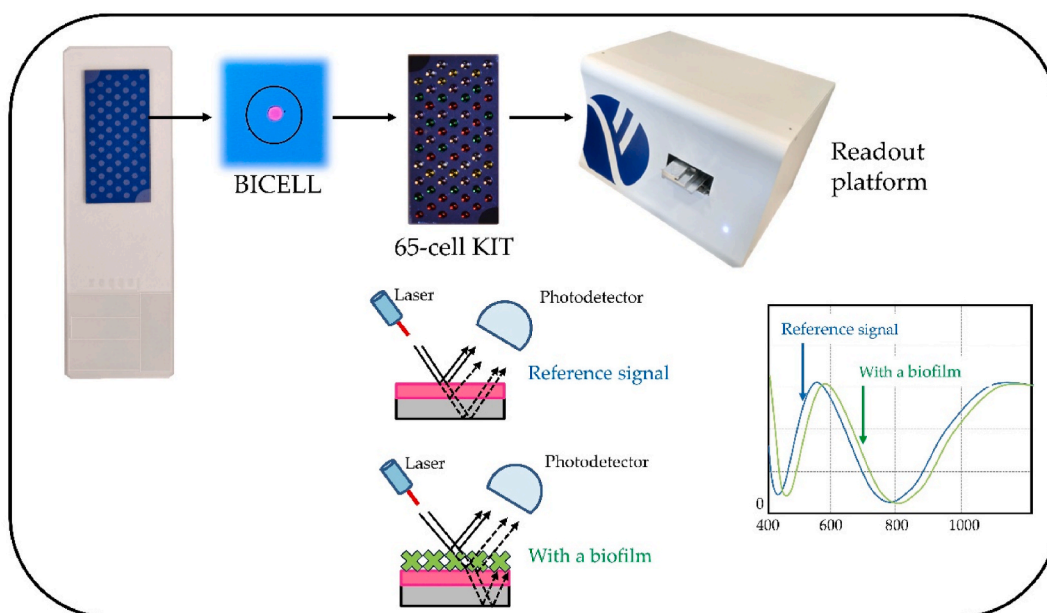 BICELL
65-cell KIT
Readout
platform
Laser
Photodetector
Reference signal
Laser
Photodetector
With a biofilm
Reference signal
With a biofilm
0
400
600
800
1000